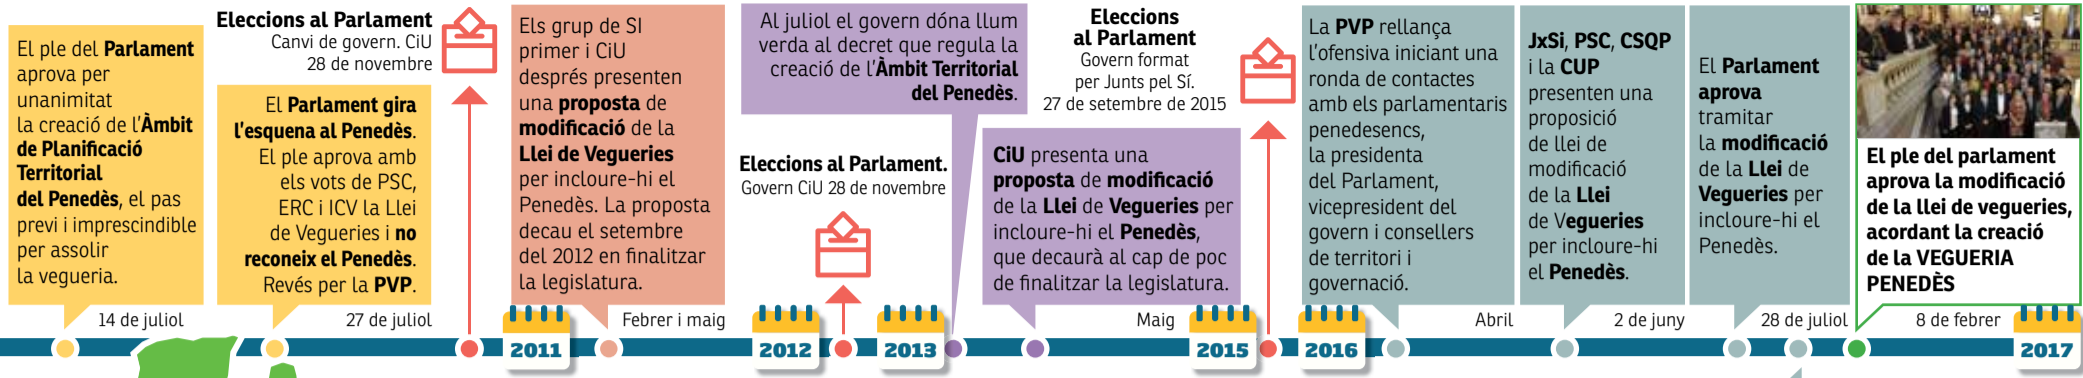 El ple del Parlament
aprova per
unanimitat
la creació de l'Àmbit
de Planificació
Territorial
del Penedès, el pas
previ i imprescindible
per assolir
la vegueria.
14 de juliol
Eleccions al Parlament
Canvi de govern. CiU
28 de novembre
El Parlament gira
l'esquena al Penedès.
El ple aprova amb
els vots de PSC,
ERC i ICV la Llei
de Vegueries i no
reconeix el Penedès.
Revés per la PVP.
27 de juliol
2011
Els grup de SI
primer i CiU
després presenten
una proposta de
modificació de la
Llei de Vegueries
per incloure-hi el
Penedès. La proposta
decau el setembre
del 2012 en finalitzar
la legislatura.
Febrer i maig
2012
Eleccions al Parlament.
Govern CiU 28 de novembre
2013
Al juliol el govern dóna llum
verda al decret que regula la
creació de l'Àmbit Territorial
del Penedès.
CiU presenta una
proposta de modificació
de la Llei de Vegueries per
incloure-hi el Penedès,
que decaurà al cap de poc
de finalitzar la legislatura.
Maig
2015
Eleccions
al Parlament
Govern format
per Junts pel Sí.
27 de setembre de 2015
2016
La PVP rellança
l'ofensiva iniciant una
ronda de contactes
amb els parlamentaris
penedesencs,
la presidenta
del Parlament,
vicepresident del
govern i consellers
de territori i
governació.
Abril
JxSi, PSC, CSQP
i la CUP
presenten una
proposició
de llei de
modificació
de la Llei
de Vegueries
per incloure-hi
el Penedès.
2 de juny
El Parlament
aprova
tramitar
la modificació
de la Llei de
Vegueries per
incloure-hi el
Penedès.
28 de juliol
El ple del parlament
aprova la modificació
de la llei de vegueries,
acordant la creació
de la VEGUERIA
PENEDÈS
8 de febrer
2017